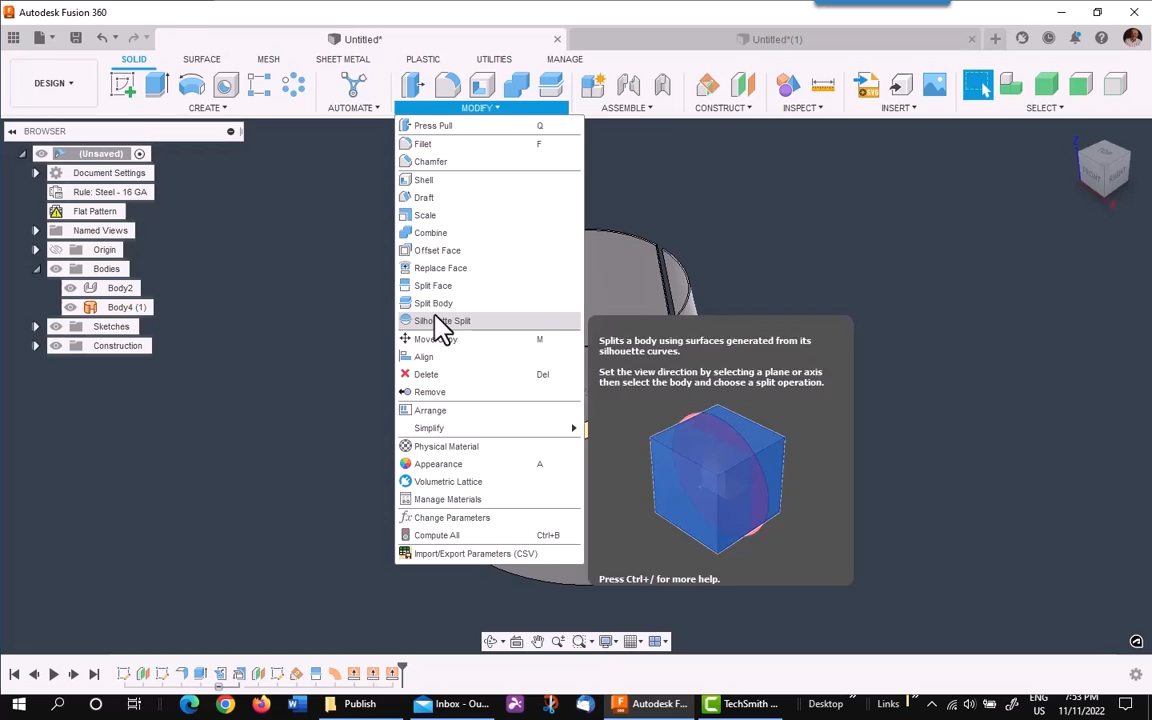 Autodesk Fusion 360
Untitled*
Untitled*(1)
SOLID
SURFACE
MESH
SHEET METAL
PLASTIC
UTILITIES
MANAGE
DESIGN
CREATE
AUTOMATE
MODIFY
ASSEMBLE
CONSTRUCT
INSPECT
INSERT
SELECT
BROWSER
(Unsaved)
Document Settings
Rule: Steel - 16 GA
Flat Pattern
Named Views
Origin
Bodies
Body2
Body4 (1)
Sketches
Construction
Press Pull Q
Fillet F
Chamfer
Shell
Draft
Scale
Combine
Offset Face
Replace Face
Split Face
Split Body
Silhouette Split
Move/Copy M
Align
Delete Del
Remove
Arrange
Simplify
Physical Material
Appearance A
Volumetric Lattice
Manage Materials
Change Parameters
Compute All Ctrl+B
Import/Export Parameters (CSV)
Splits a body using surfaces generated from its
silhouette curves.
Set the view direction by selecting a plane or axis
then select the body and choose a split operation.
Press Ctrl+/ for more help.
FRONT
RIGHT
Publish
Inbox - Ou...
Autodesk F...
TechSmith ...
Desktop
Links
ENG
US
7:53 PM
11/11/2022